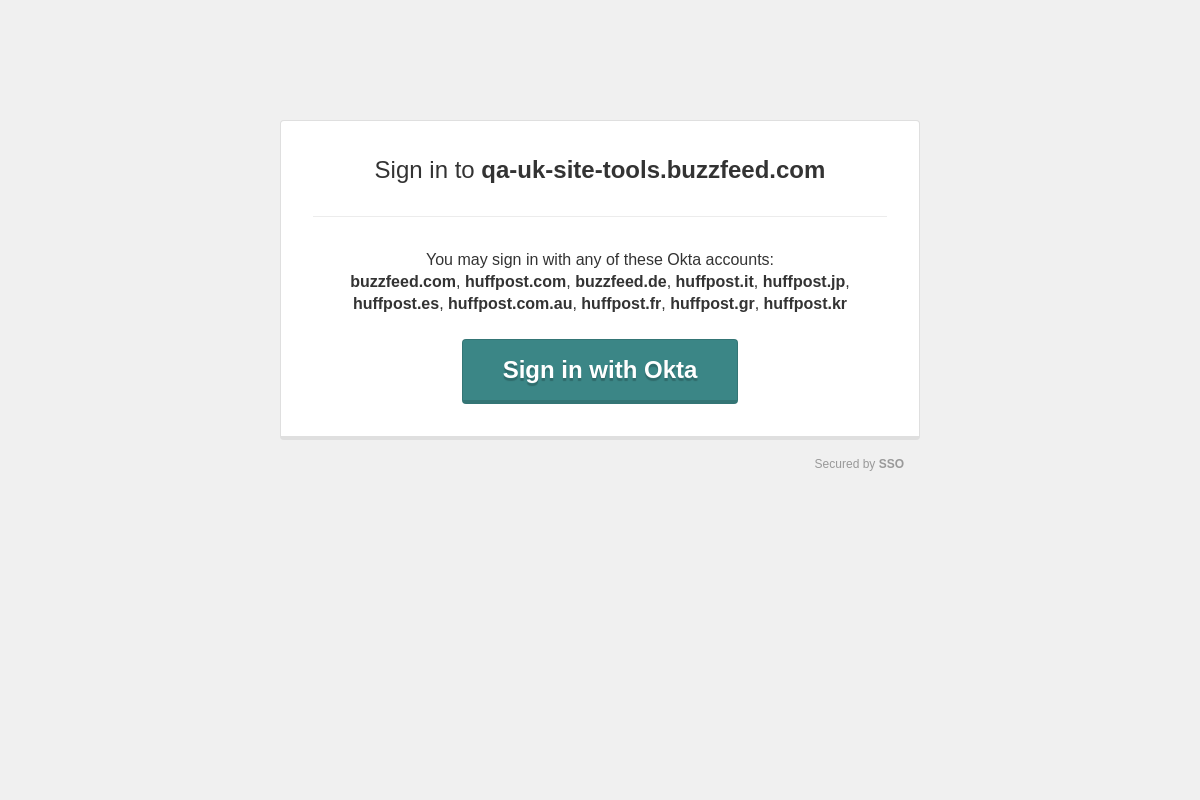 Sign in to qa-uk-site-tools.buzzfeed.com
You may sign in with any of these Okta accounts:
buzzfeed.com, huffpost.com, buzzfeed.de, huffpost.it, huffpost.jp,
huffpost.es, huffpost.com.au, huffpost.fr, huffpost.gr, huffpost.kr
Sign in with Okta
Secured by SSO